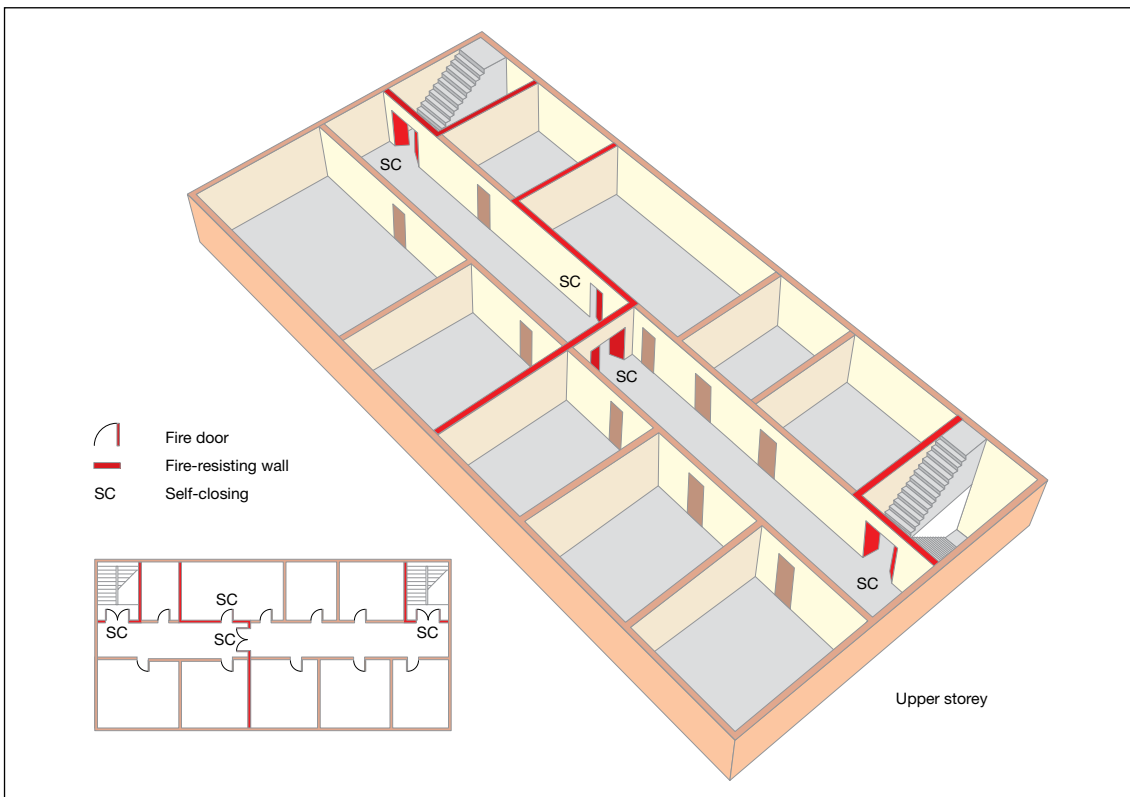 SC
SC
SC
Fire door
Fire-resisting wall
SC Self-closing
SC
SC
SC
SC
SC
Upper storey